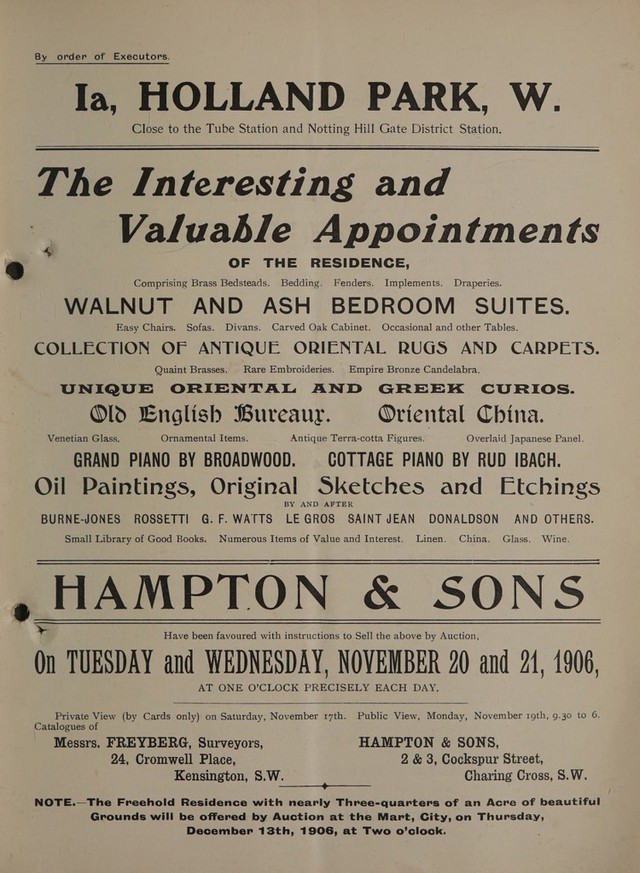 By order of Executors.
Ia, HOLLAND PARK, W.
Close to the Tube Station and Notting Hill Gate District Station.
The Interesting and
Valuable Appointments
OF THE RESIDENCE,
Comprising Brass Bedsteads. Bedding. Fenders. Implements. Draperies.
WALNUT AND ASH BEDROOM SUITES.
Easy Chairs. Sofas. Divans. Carved Oak Cabinet. Occasional and other Tables.
COLLECTION OF ANTIQUE ORIENTAL RUGS AND CARPETS.
Quaint Brasses. Rare Embroideries. Empire Bronze Candelabra.
UNIQUE ORIENTAL AND GREEK CURIOS.
Old English Bureaux. Oriental China.
Venetian Glass. Ornamental Items. Antique Terra-cotta Figures. Overlaid Japanese Panel.
GRAND PIANO BY BROADWOOD. COTTAGE PIANO BY RUD IBACH.
Oil Paintings, Original Sketches and Etchings
BY AND AFTER
BURNE-JONES ROSSETTI G. F. WATTS LE GROS SAINT JEAN DONALDSON AND OTHERS.
Small Library of Good Books. Numerous Items of Value and Interest. Linen. China. Glass. Wine.
HAMPTON & SONS
Have been favoured with instructions to Sell the above by Auction,
On TUESDAY and WEDNESDAY, NOVEMBER 20 and 21, 1906,
AT ONE O'CLOCK PRECISELY EACH DAY.
Private View (by Cards only) on Saturday, November 17th. Public View, Monday, November 19th, 9.30 to 6.
Catalogues of
Messrs. FREYBERG, Surveyors, HAMPTON & SONS,
24, Cromwell Place, 2 & 3, Cockspur Street,
Kensington, S.W. Charing Cross, S.W.
NOTE.—The Freehold Residence with nearly Three-quarters of an Acre of beautiful
Grounds will be offered by Auction at the Mart, City, on Thursday,
December 13th, 1906, at Two o'clock.